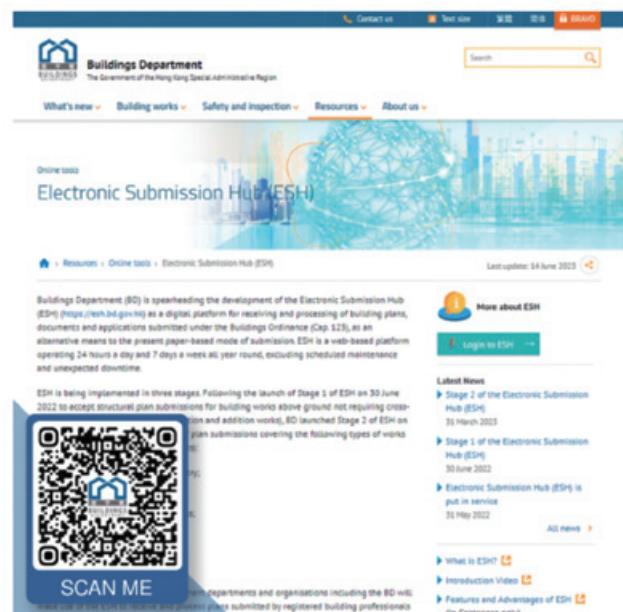 Contact us Text size 繁體 简体 BRAVO
Buildings Department
The Government of the Hong Kong Special Administrative Region
Search
What's new Building works Safety and inspection Resources About us
Online tools
Electronic Submission Hub (ESH)
Resources › Online tools › Electronic Submission Hub (ESH)
Last update: 14 June 2023
Buildings Department (BD) is spearheading the development of the Electronic Submission Hub
(ESH) (https://esh.bd.gov.hk) as a digital platform for receiving and processing of building plans,
documents and applications submitted under the Buildings Ordinance (Cap. 123), as an
alternative means to the present paper-based mode of submission. ESH is a web-based platform
operating 24 hours a day and 7 days a week all year round, excluding scheduled maintenance
and unexpected downtime.
ESH is being implemented in three stages. Following the launch of Stage 1 of ESH on 30 June
2022 to accept structural plan submissions for building works above ground not requiring cross-
tion and addition works), BD launched Stage 2 of ESH on
plan submissions covering the following types of works
departments and organisations including the BD will
plans submitted by registered building professionals
BUILDINGS
SCAN ME
More about ESH
Login to ESH →
Latest News
Stage 2 of the Electronic Submission
Hub (ESH)
31 March 2023
Stage 1 of the Electronic Submission
Hub (ESH)
30 June 2022
Electronic Submission Hub (ESH) is
put in service
31 May 2022
All news ›
What is ESH?
Introduction Video
Features and Advantages of ESH